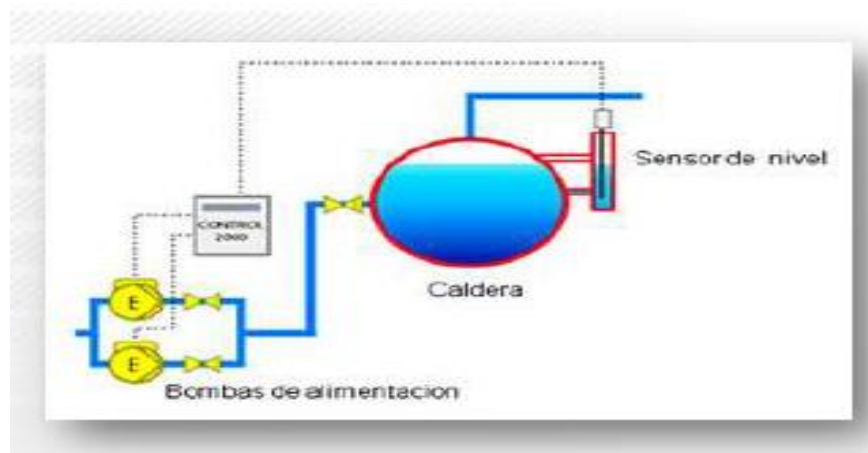 Sensor de nivel
CONTROL
2000
Caldera
E
E
Bombas de alimentacion